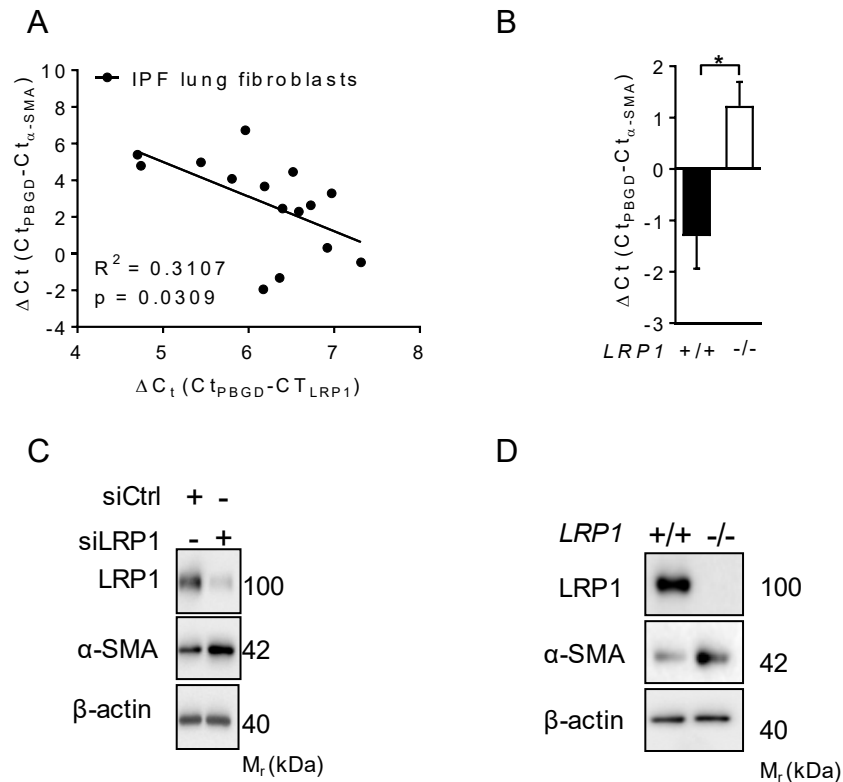 A
IPF lung fibroblasts
10
8
6
4
2
0
-2
-4
ΔCt (CtPBGD-Ctα-SMA)
R2 = 0.3107
p = 0.0309
4 5 6 7 8
ΔCt (CtPBGD-CTLRP1)
B
*
2
1
0
-1
-2
-3
ΔCt (CtPBGD-Ctα-SMA)
LRP1 +/+ -/-
C
siCtrl + -
siLRP1 - +
LRP1 100
α-SMA 42
β-actin 40
Mr(kDa)
D
LRP1 +/+ -/-
LRP1 100
α-SMA 42
β-actin 40
Mr(kDa)